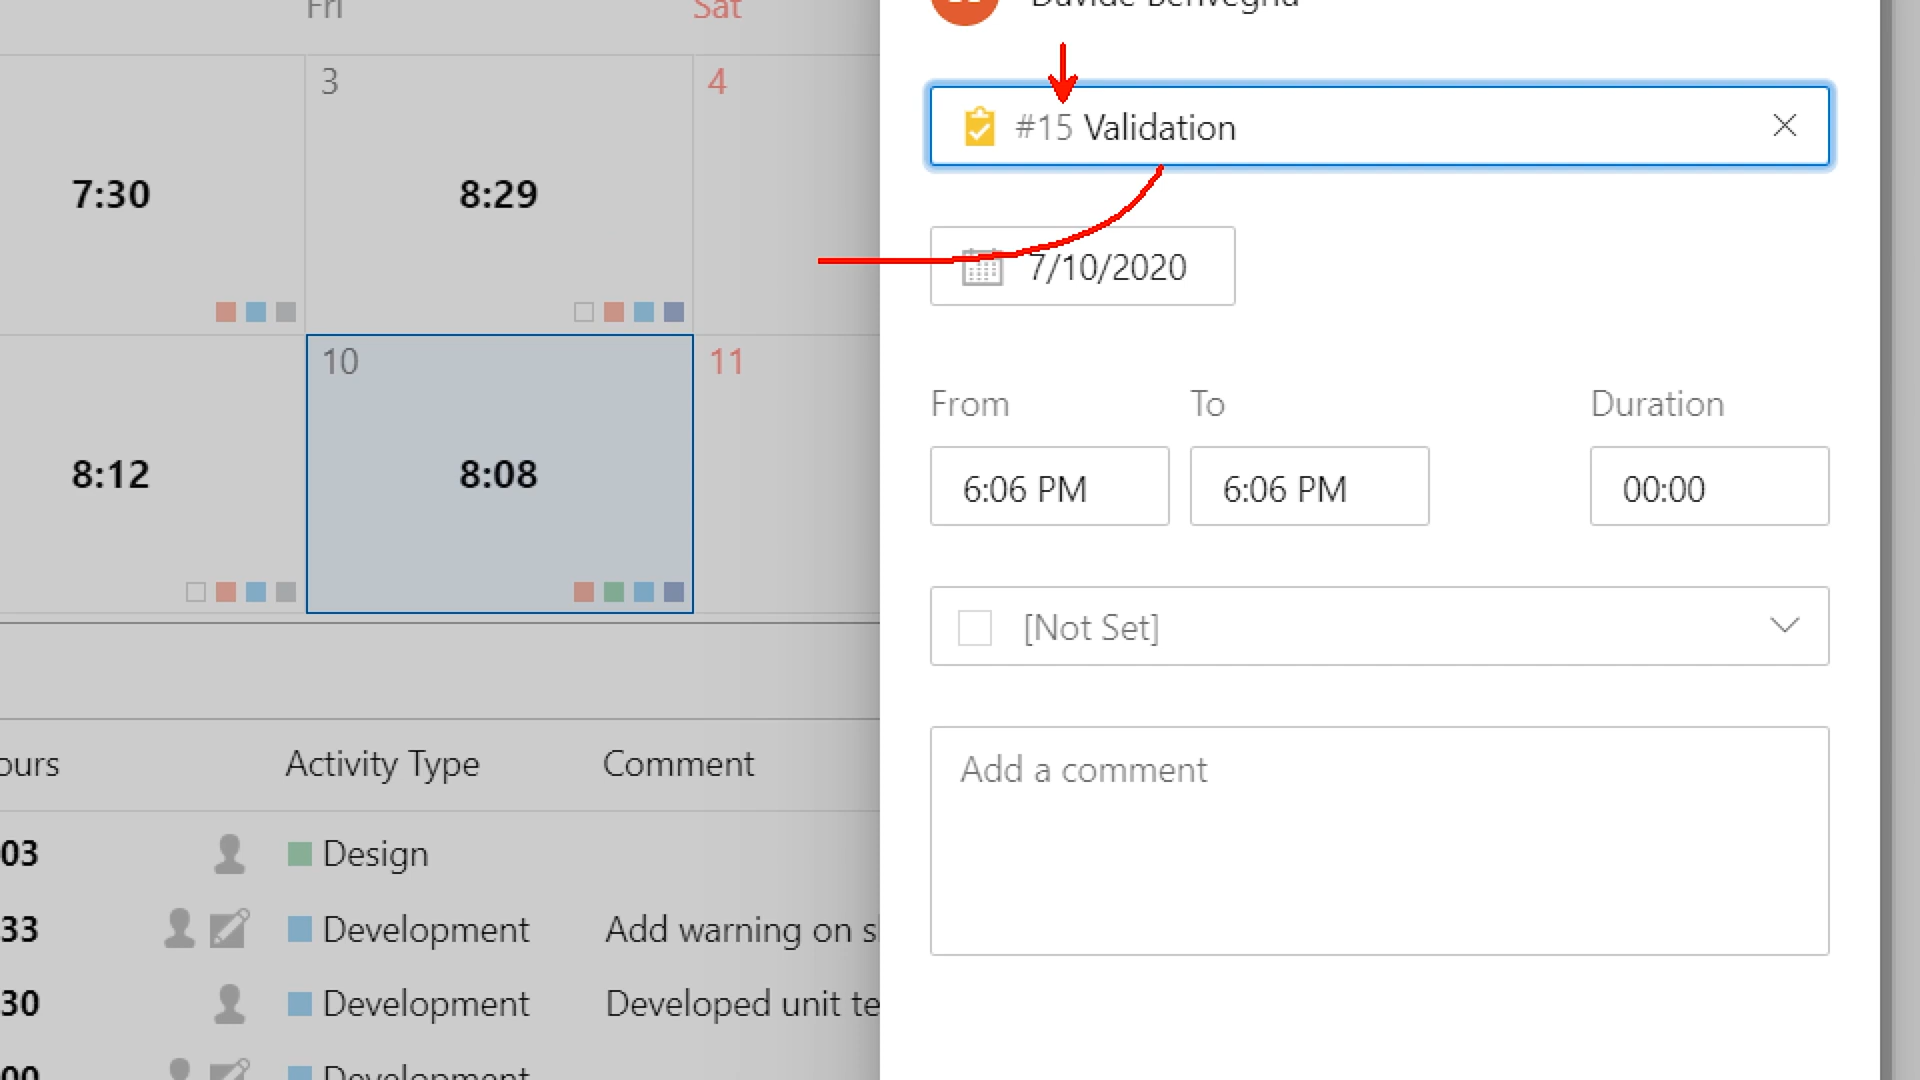 Fri Sat
3 4
7:30 8:29
10 11
8:12 8:08
Activity Type Comment
03 Design
33 Development Add warning on
30 Development Developed unit
Development
#15 Validation
7/10/2020
From To Duration
6:06 PM 6:06 PM 00:00
[Not Set]
Add a comment